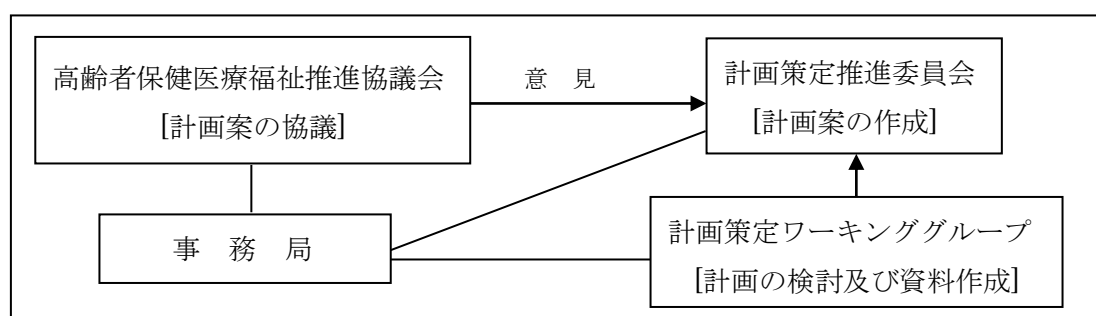 高齢者保健医療福祉推進協議会
[計画案の協議]
意 見
計画策定推進委員会
[計画案の作成]
事 務 局
計画策定ワーキンググループ
[計画の検討及び資料作成]